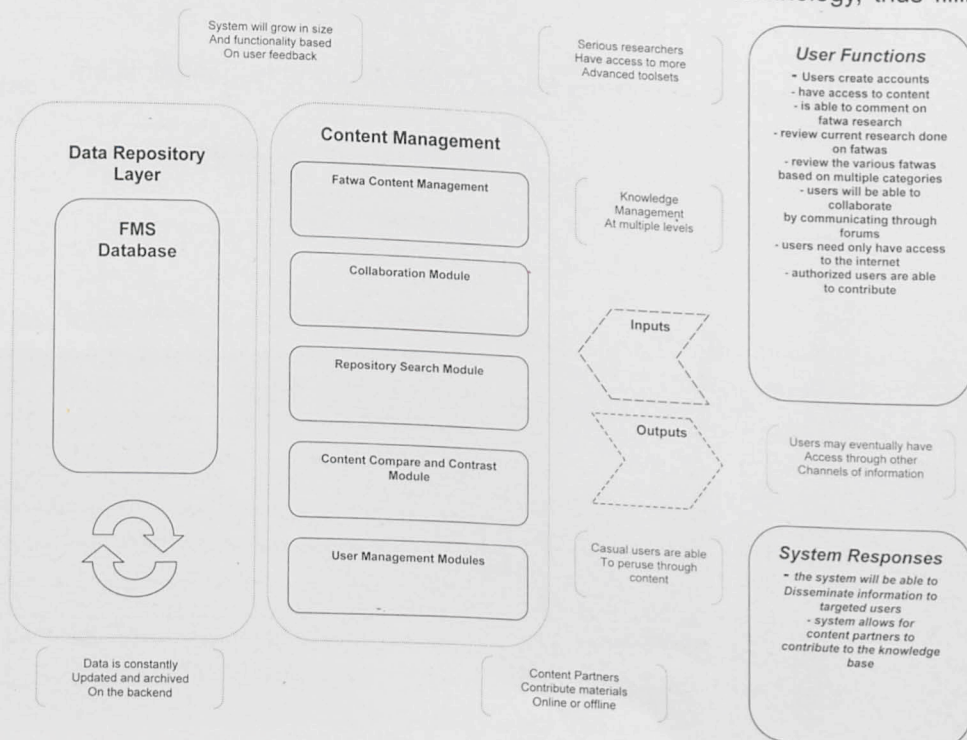 System will grow in size
And functionality based
On user feedback
Serious researchers
Have access to more
Advanced toolsets
User Functions
- Users create accounts
- have access to content
- is able to comment on
fatwa research
- review current research done
on fatwas
- review the various fatwas
based on multiple categories
- users will be able to
collaborate
by communicating through
forums
- users need only have access
to the internet
- authorized users are able
to contribute
Data Repository
Layer
FMS
Database
Content Management
Fatwa Content Management
Collaboration Module
Repository Search Module
Content Compare and Contrast
Module
User Management Modules
Knowledge
Management
At multiple levels
Inputs
Outputs
Users may eventually have
Access through other
Channels of information
Casual users are able
To peruse through
content
System Responses
- the system will be able to
Disseminate information to
targeted users
- system allows for
content partners to
contribute to the knowledge
base
Data is constantly
Updated and archived
On the backend
Content Partners
Contribute materials
Online or offline